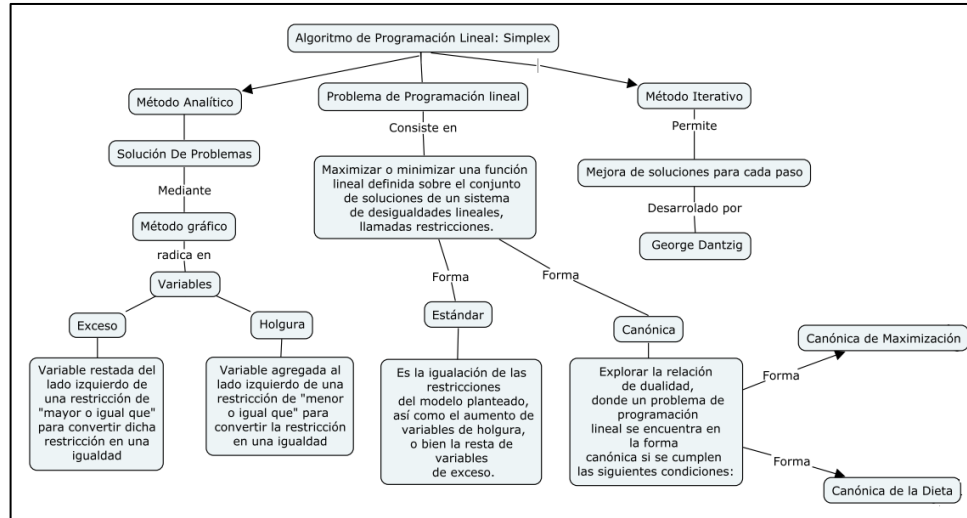 Algoritmo de Programación Lineal: Simplex
Método Analítico
Solución De Problemas
Mediante
Método gráfico
radica en
Variables
Exceso
Variable restada del
lado izquierdo de
una restricción de
"mayor o igual que"
para convertir dicha
restricción en una
igualdad
Holgura
Variable agregada al
lado izquierdo de una
restricción de "menor
o igual que" para
convertir la restricción
en una igualdad
Problema de Programación lineal
Consiste en
Maximizar o minimizar una función
lineal definida sobre el conjunto
de soluciones de un sistema
de desigualdades lineales,
llamadas restricciones.
Forma
Estándar
Es la igualación de las
restricciones
del modelo planteado,
así como el aumento de
variables de holgura,
o bien la resta de
variables
de exceso.
Forma
Canónica
Explorar la relación
de dualidad,
donde un problema de
programación
lineal se encuentra en
la forma
canónica si se cumplen
las siguientes condiciones:
Forma
Canónica de Maximización
Forma
Canónica de la Dieta
Método Iterativo
Permite
Mejora de soluciones para cada paso
Desarrolado por
George Dantzig